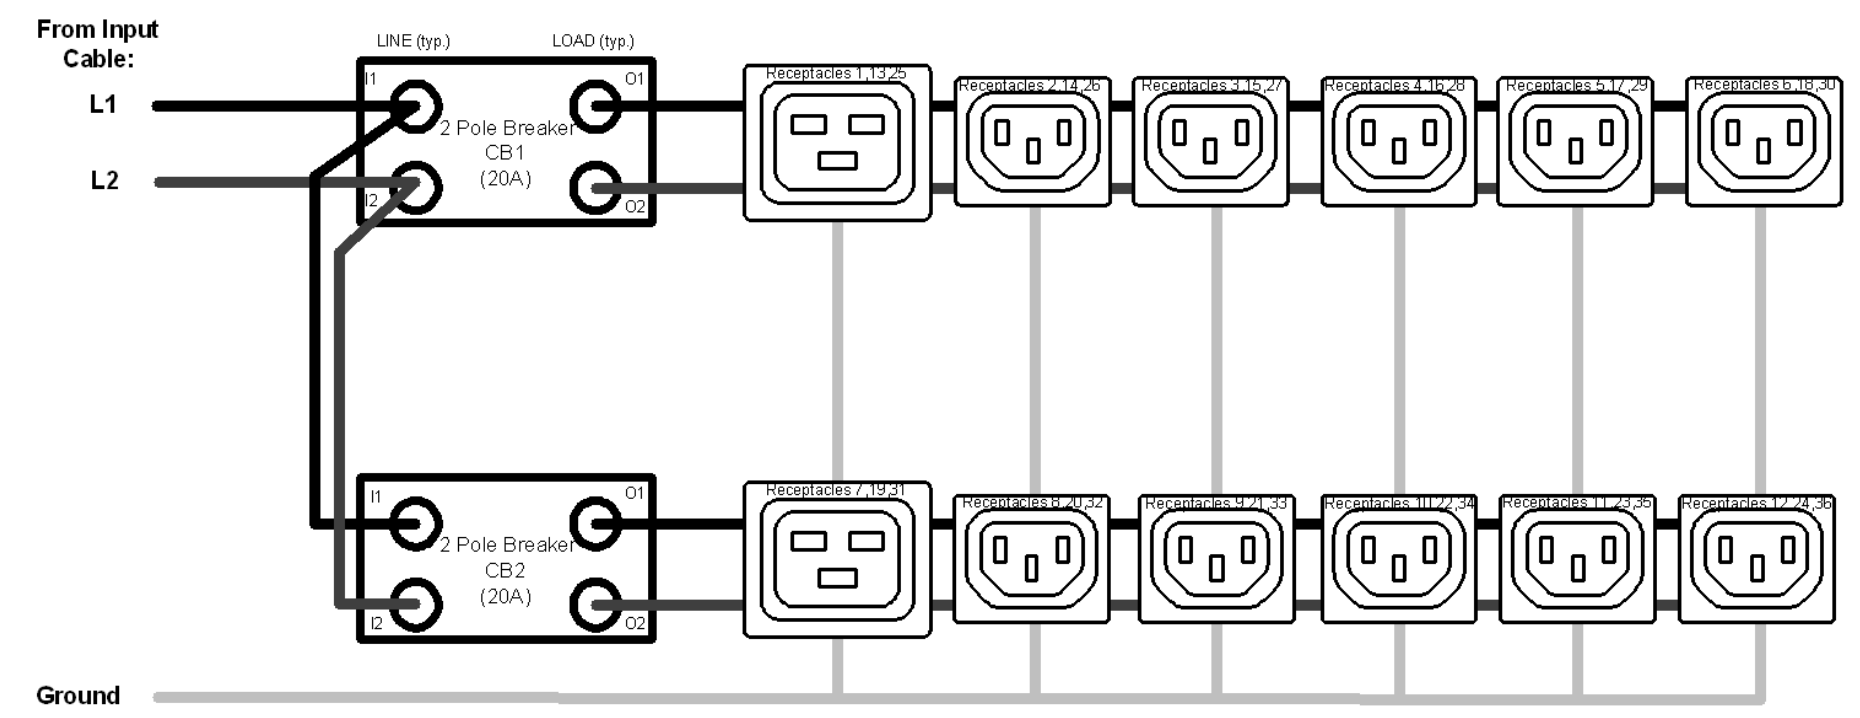 From Input
Cable:
LINE (typ.)
LOAD (typ.)
L1
L2
I1
O1
2 Pole Breaker
CB1
(20A)
I2
O2
Receptacles 1,13,25
Receptacles 2,14,26
Receptacles 3,15,27
Receptacles 4,16,28
Receptacles 5,17,29
Receptacles 6,18,30
I1
O1
2 Pole Breaker
CB2
(20A)
I2
O2
Receptacles 7,19,31
Receptacles 8,20,32
Receptacles 9,21,33
Receptacles 10,22,34
Receptacles 11,23,35
Receptacles 12,24,36
Ground